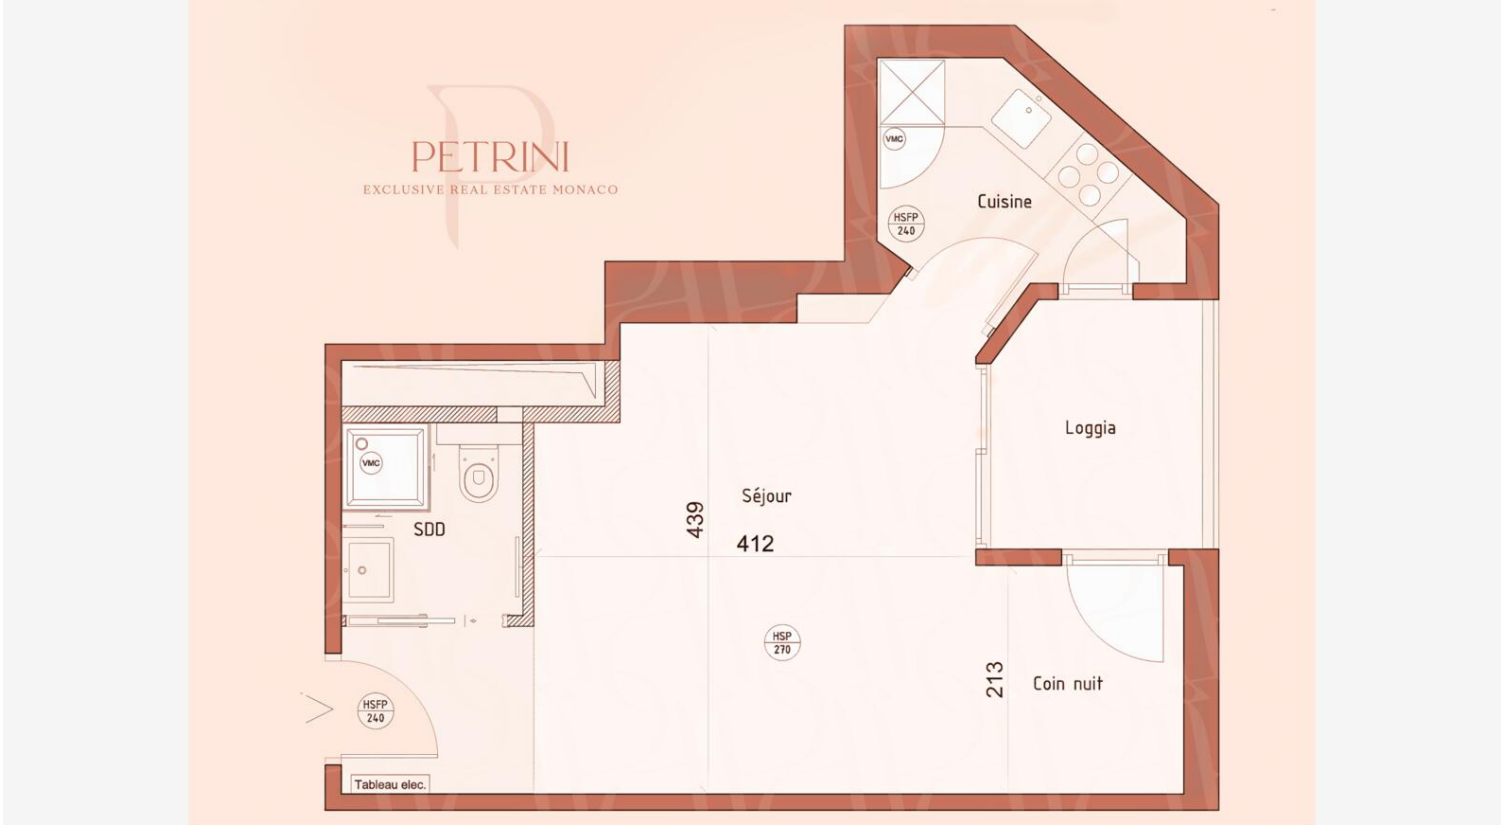 PETRINI
EXCLUSIVE REAL ESTATE MONACO
VMC
Cuisine
HSFP
240
Loggia
VMC
SDD
Séjour
439
412
HSP
270
213
Coin nuit
HSFP
240
Tableau elec.